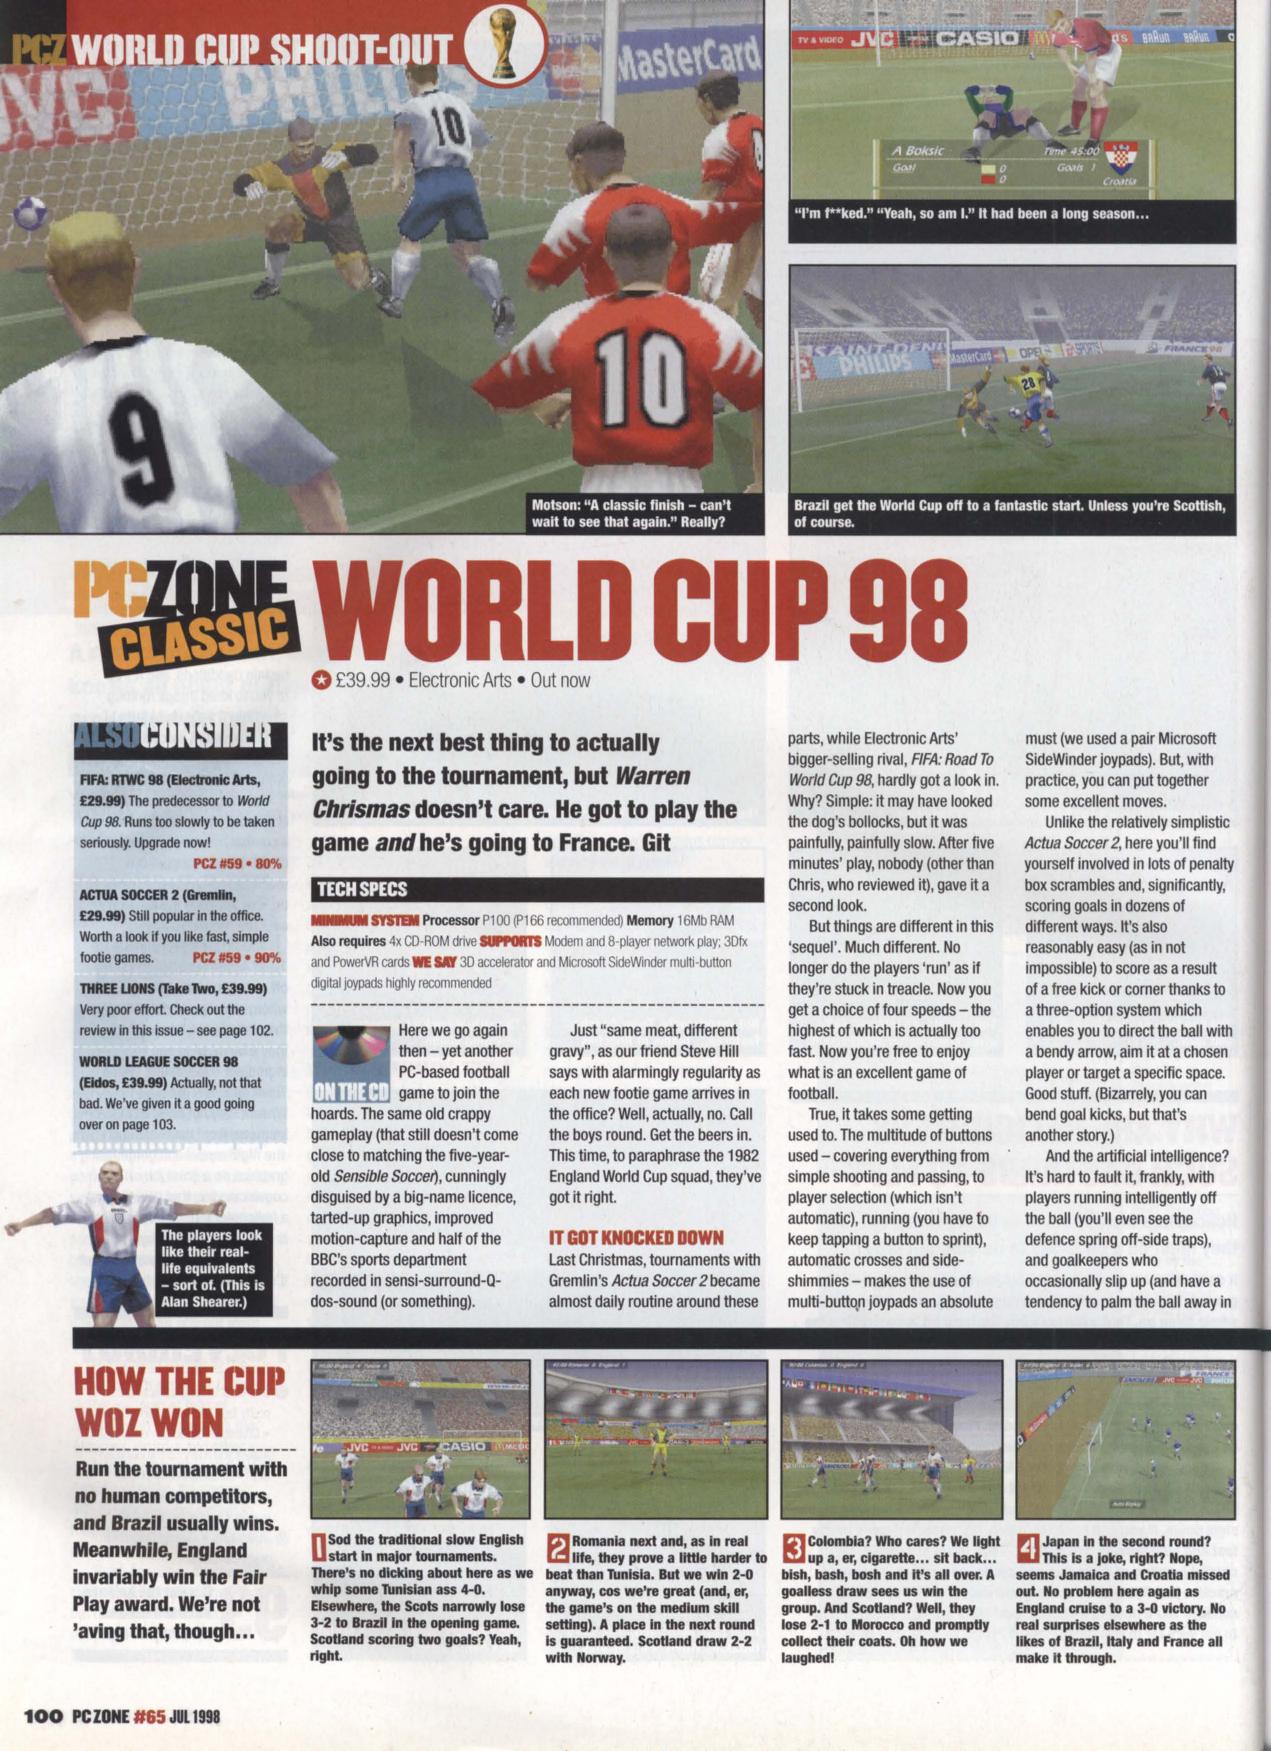 PCZ WORLD CUP SHOOT-OUT
JVC
PHILI
MasterCard
10
9
10
Motson: "A classic finish – can't
wait to see that again." Really?
TV & VIDEO JVC CASIO BRAUN BRAUN
A Boksic Time 45:00
Goal 0 Goals 1
0
Croatia
"I'm f**ked." "Yeah, so am I." It had been a long season...
SAINT-DENI
PHILIPS MasterCard OPEL FRANCE 98
28
Brazil get the World Cup off to a fantastic start. Unless you're Scottish,
of course.
PCZONE
CLASSIC
WORLD CUP 98
£39.99 • Electronic Arts • Out now
ALSO CONSIDER
FIFA: RTWC 98 (Electronic Arts,
£29.99) The predecessor to World
Cup 98. Runs too slowly to be taken
seriously. Upgrade now!
PCZ #59 • 80%
ACTUA SOCCER 2 (Gremlin,
£29.99) Still popular in the office.
Worth a look if you like fast, simple
footie games. PCZ #59 • 90%
THREE LIONS (Take Two, £39.99)
Very poor effort. Check out the
review in this issue – see page 102.
WORLD LEAGUE SOCCER 98
(Eidos, £39.99) Actually, not that
bad. We've given it a good going
over on page 103.
The players look
like their real-
life equivalents
– sort of. (This is
Alan Shearer.)
It's the next best thing to actually
going to the tournament, but Warren
Chrismas doesn't care. He got to play the
game and he's going to France. Git
TECH SPECS
MINIMUM SYSTEM Processor P100 (P166 recommended) Memory 16Mb RAM
Also requires 4x CD-ROM drive SUPPORTS Modem and 8-player network play; 3Dfx
and PowerVR cards WE SAY 3D accelerator and Microsoft SideWinder multi-button
digital joypads highly recommended
ON THE CD
Here we go again
then – yet another
PC-based football
game to join the
hoards. The same old crappy
gameplay (that still doesn't come
close to matching the five-year-
old Sensible Soccer), cunningly
disguised by a big-name licence,
tarted-up graphics, improved
motion-capture and half of the
BBC's sports department
recorded in sensi-surround-Q-
dos-sound (or something).
Just "same meat, different
gravy", as our friend Steve Hill
says with alarmingly regularity as
each new footie game arrives in
the office? Well, actually, no. Call
the boys round. Get the beers in.
This time, to paraphrase the 1982
England World Cup squad, they've
got it right.
IT GOT KNOCKED DOWN
Last Christmas, tournaments with
Gremlin's Actua Soccer 2 became
almost daily routine around these
parts, while Electronic Arts'
bigger-selling rival, FIFA: Road To
World Cup 98, hardly got a look in.
Why? Simple: it may have looked
the dog's bollocks, but it was
painfully, painfully slow. After five
minutes' play, nobody (other than
Chris, who reviewed it), gave it a
second look.
But things are different in this
'sequel'. Much different. No
longer do the players 'run' as if
they're stuck in treacle. Now you
get a choice of four speeds – the
highest of which is actually too
fast. Now you're free to enjoy
what is an excellent game of
football.
True, it takes some getting
used to. The multitude of buttons
used – covering everything from
simple shooting and passing, to
player selection (which isn't
automatic), running (you have to
keep tapping a button to sprint),
automatic crosses and side-
shimmies – makes the use of
multi-button joypads an absolute
must (we used a pair Microsoft
SideWinder joypads). But, with
practice, you can put together
some excellent moves.
Unlike the relatively simplistic
Actua Soccer 2, here you'll find
yourself involved in lots of penalty
box scrambles and, significantly,
scoring goals in dozens of
different ways. It's also
reasonably easy (as in not
impossible) to score as a result
of a free kick or corner thanks to
a three-option system which
enables you to direct the ball with
a bendy arrow, aim it at a chosen
player or target a specific space.
Good stuff. (Bizarrely, you can
bend goal kicks, but that's
another story.)
And the artificial intelligence?
It's hard to fault it, frankly, with
players running intelligently off
the ball (you'll even see the
defence spring off-side traps),
and goalkeepers who
occasionally slip up (and have a
tendency to palm the ball away in
HOW THE CUP
WOZ WON
Run the tournament with
no human competitors,
and Brazil usually wins.
Meanwhile, England
invariably win the Fair
Play award. We're not
'aving that, though...
JVC JVC CASIO
1 Sod the traditional slow English
start in major tournaments.
There's no dicking about here as we
whip some Tunisian ass 4-0.
Elsewhere, the Scots narrowly lose
3-2 to Brazil in the opening game.
Scotland scoring two goals? Yeah,
right.
2 Romania next and, as in real
life, they prove a little harder to
beat than Tunisia. But we win 2-0
anyway, cos we're great (and, er,
the game's on the medium skill
setting). A place in the next round
is guaranteed. Scotland draw 2-2
with Norway.
3 Colombia? Who cares? We light
up a, er, cigarette... sit back...
bish, bash, bosh and it's all over. A
goalless draw sees us win the
group. And Scotland? Well, they
lose 2-1 to Morocco and promptly
collect their coats. Oh how we
laughed!
Auto Replay
4 Japan in the second round?
This is a joke, right? Nope,
seems Jamaica and Croatia missed
out. No problem here again as
England cruise to a 3-0 victory. No
real surprises elsewhere as the
likes of Brazil, Italy and France all
make it through.
100 PC ZONE #65 JUL 1998